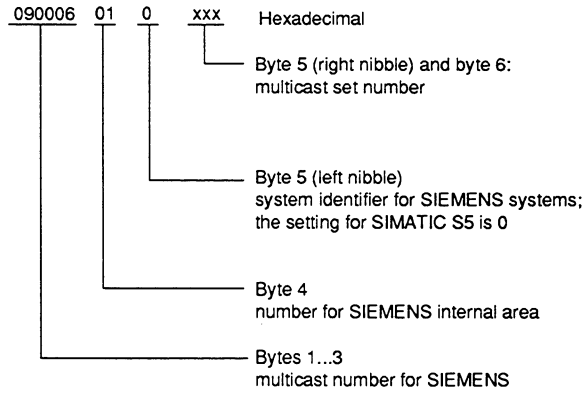 090006 01 0 xxx Hexadecimal
Byte 5 (right nibble) and byte 6:
multicast set number
Byte 5 (left nibble)
system identifier for SIEMENS systems;
the setting for SIMATIC S5 is 0
Byte 4
number for SIEMENS internal area
Bytes 1...3
multicast number for SIEMENS